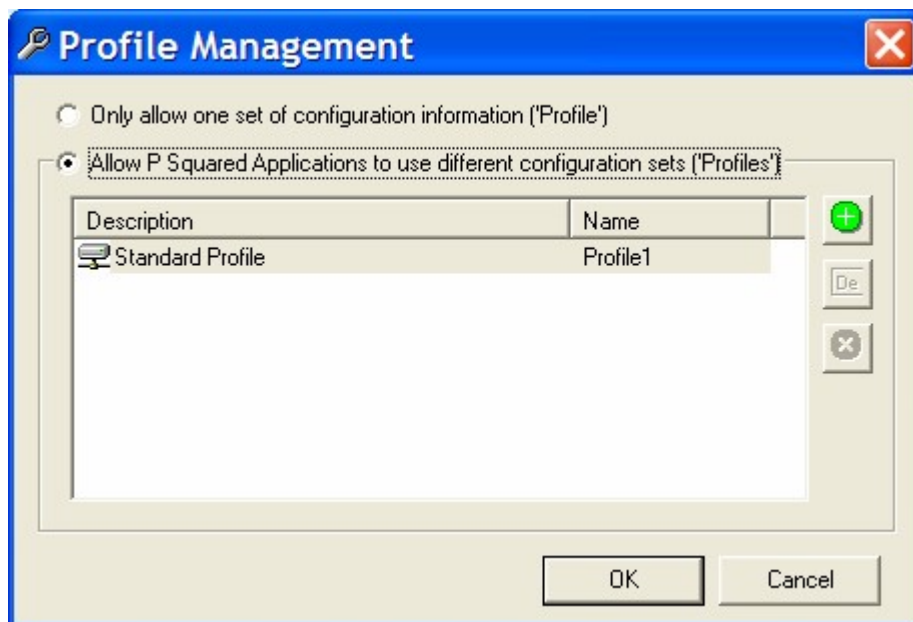 Profile Management
Only allow one set of configuration information ('Profile')
Allow P Squared Applications to use different configuration sets ('Profiles')
Description Name
Standard Profile Profile1
De
OK Cancel